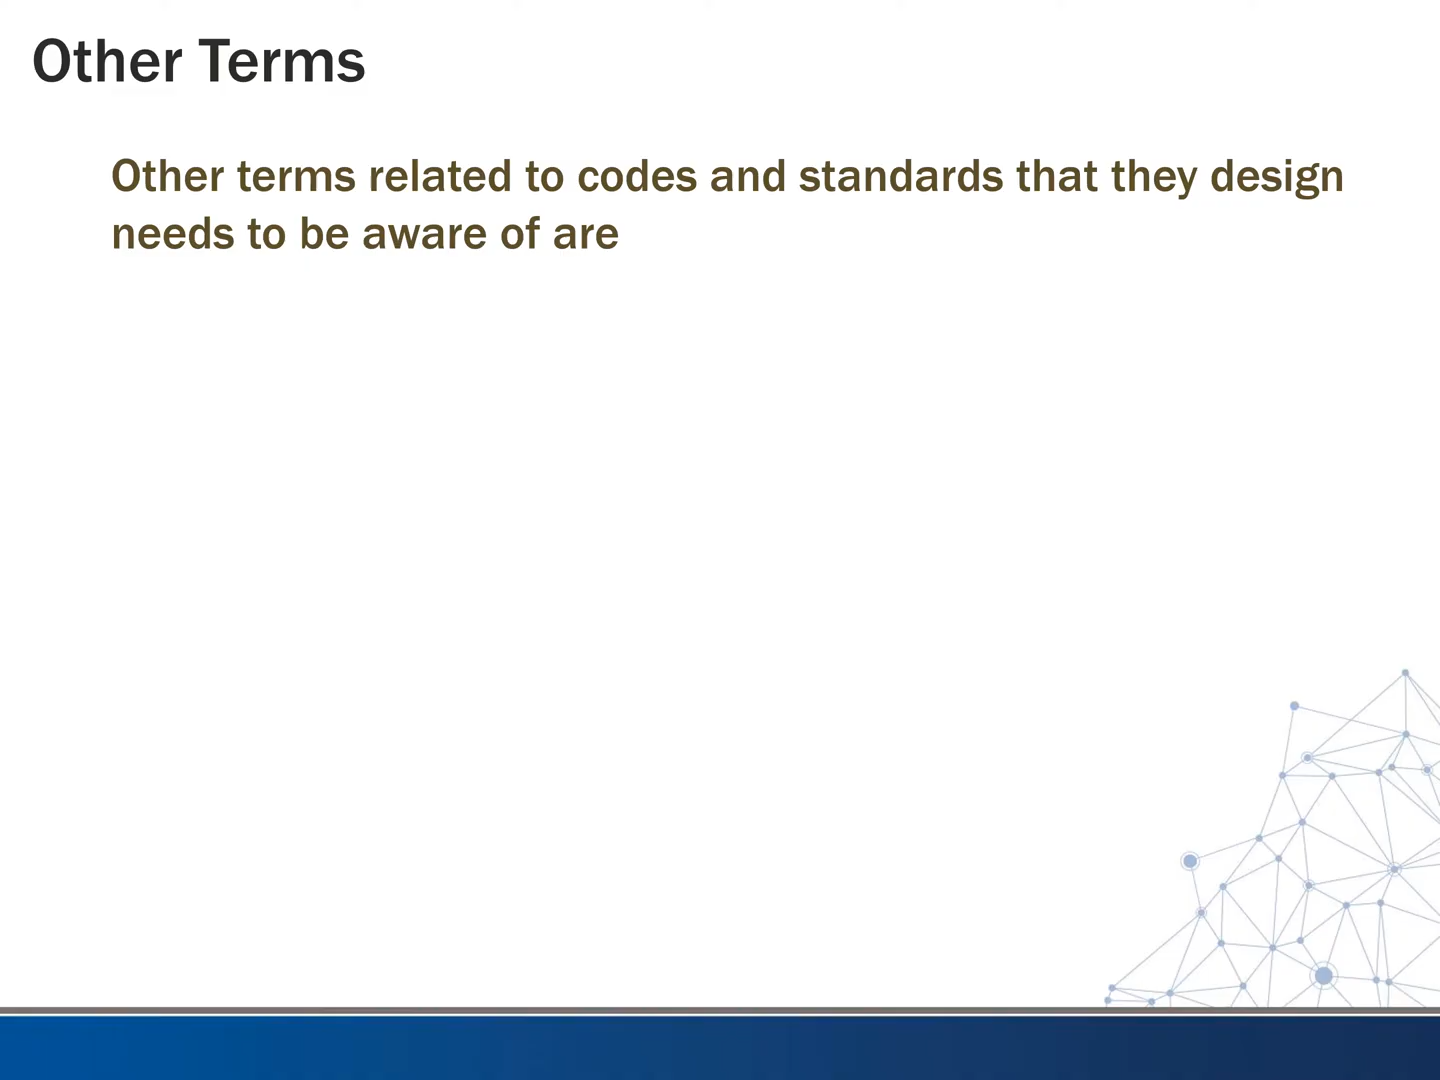 Other Terms
Other terms related to codes and standards that they design
needs to be aware of are